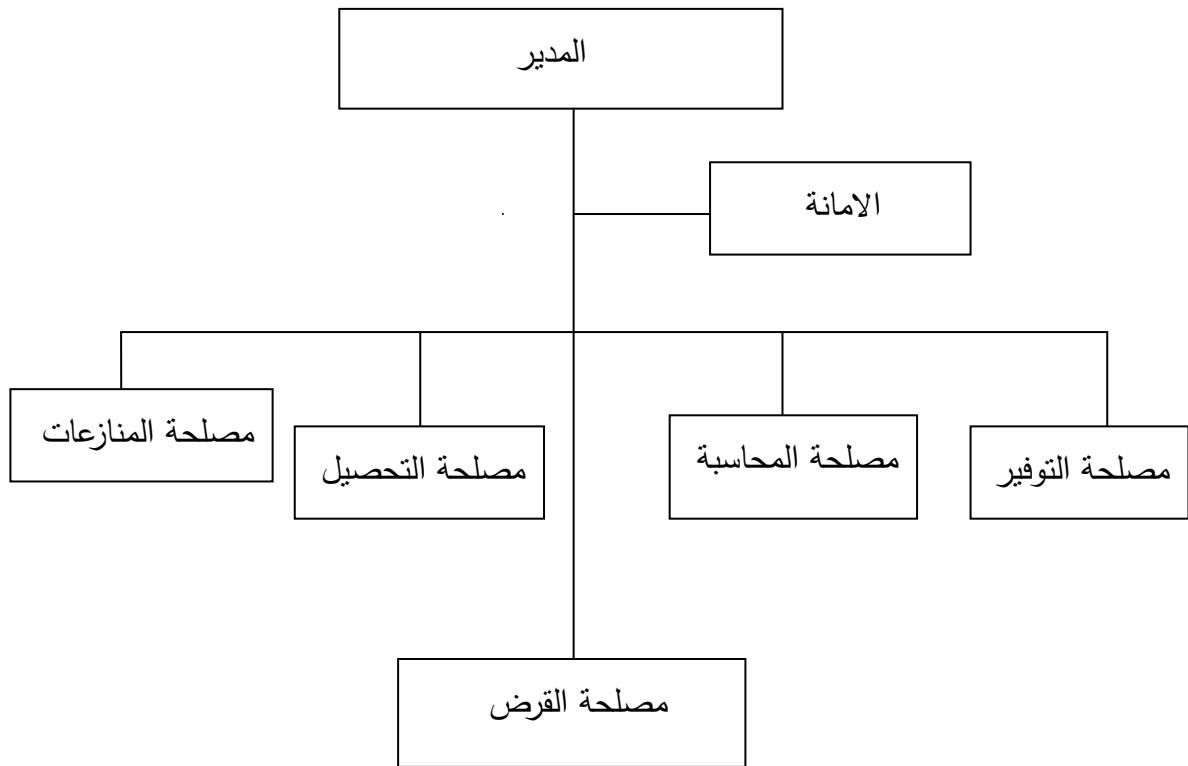 المدير
الامانة
مصلحة التوفير
مصلحة المحاسبة
مصلحة التحصيل
مصلحة المنازعات
مصلحة القرض